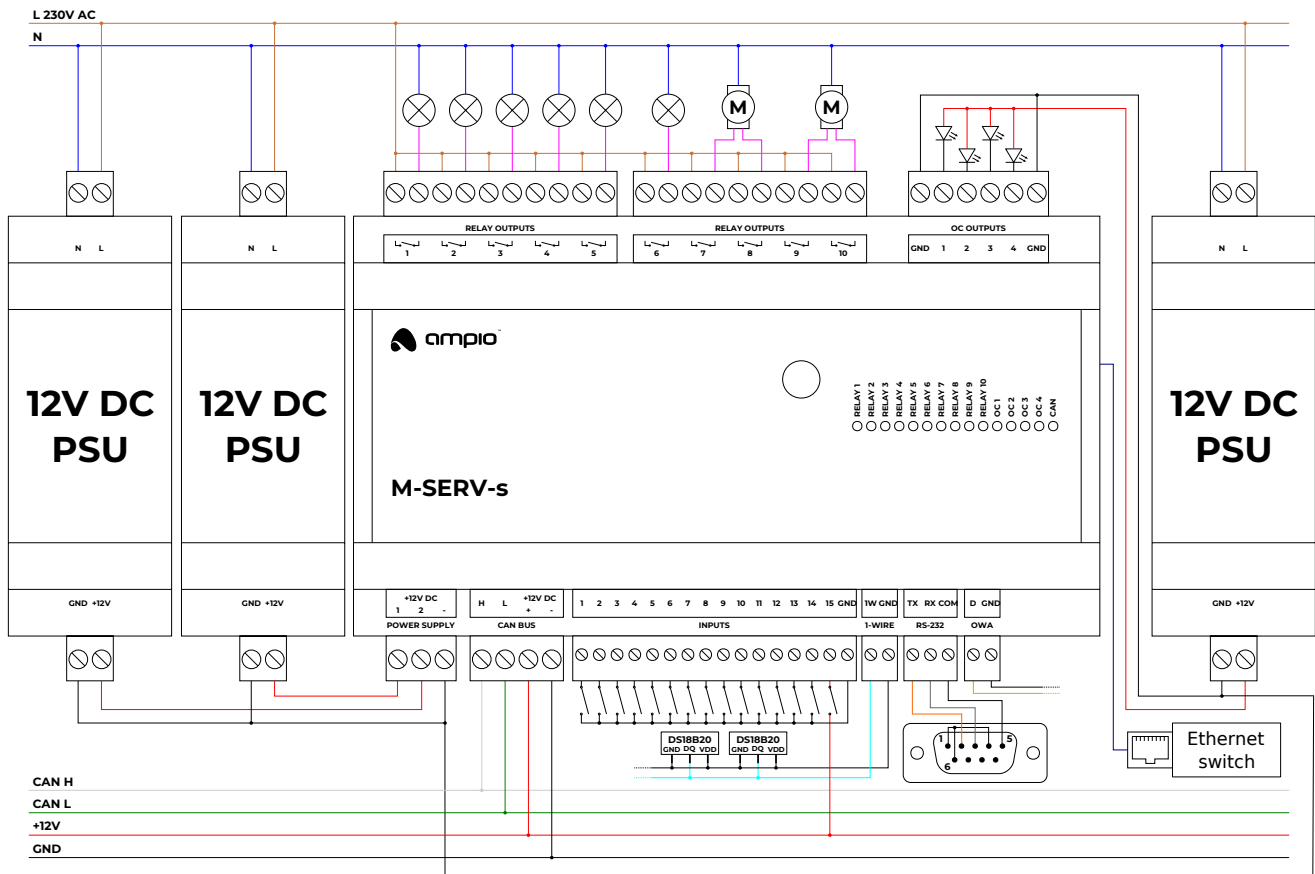 L 230V AC
N
M M
RELAY OUTPUTS RELAY OUTPUTS OC OUTPUTS
N L N L 1 2 3 4 5 6 7 8 9 10 GND 1 2 3 4 GND N L
ampio
12V DC
PSU
12V DC
PSU
RELAY 1
RELAY 2
RELAY 3
RELAY 4
RELAY 5
RELAY 6
RELAY 7
RELAY 8
RELAY 9
RELAY 10
OC 1
OC 2
OC 3
OC 4
CAN
12V DC
PSU
M-SERV-s
GND +12V
GND +12V
+12V DC
1 2 -
POWER SUPPLY
+12V DC
H L + -
CAN BUS
1 2 3 4 5 6 7 8 9 10 11 12 13 14 15 GND
INPUTS
1W GND
1-WIRE
TX RX COM
RS-232
D GND
OWA
GND +12V
DS18B20
GND DQ VDD
DS18B20
GND DQ VDD
1 5
6
Ethernet
switch
CAN H
CAN L
+12V
GND